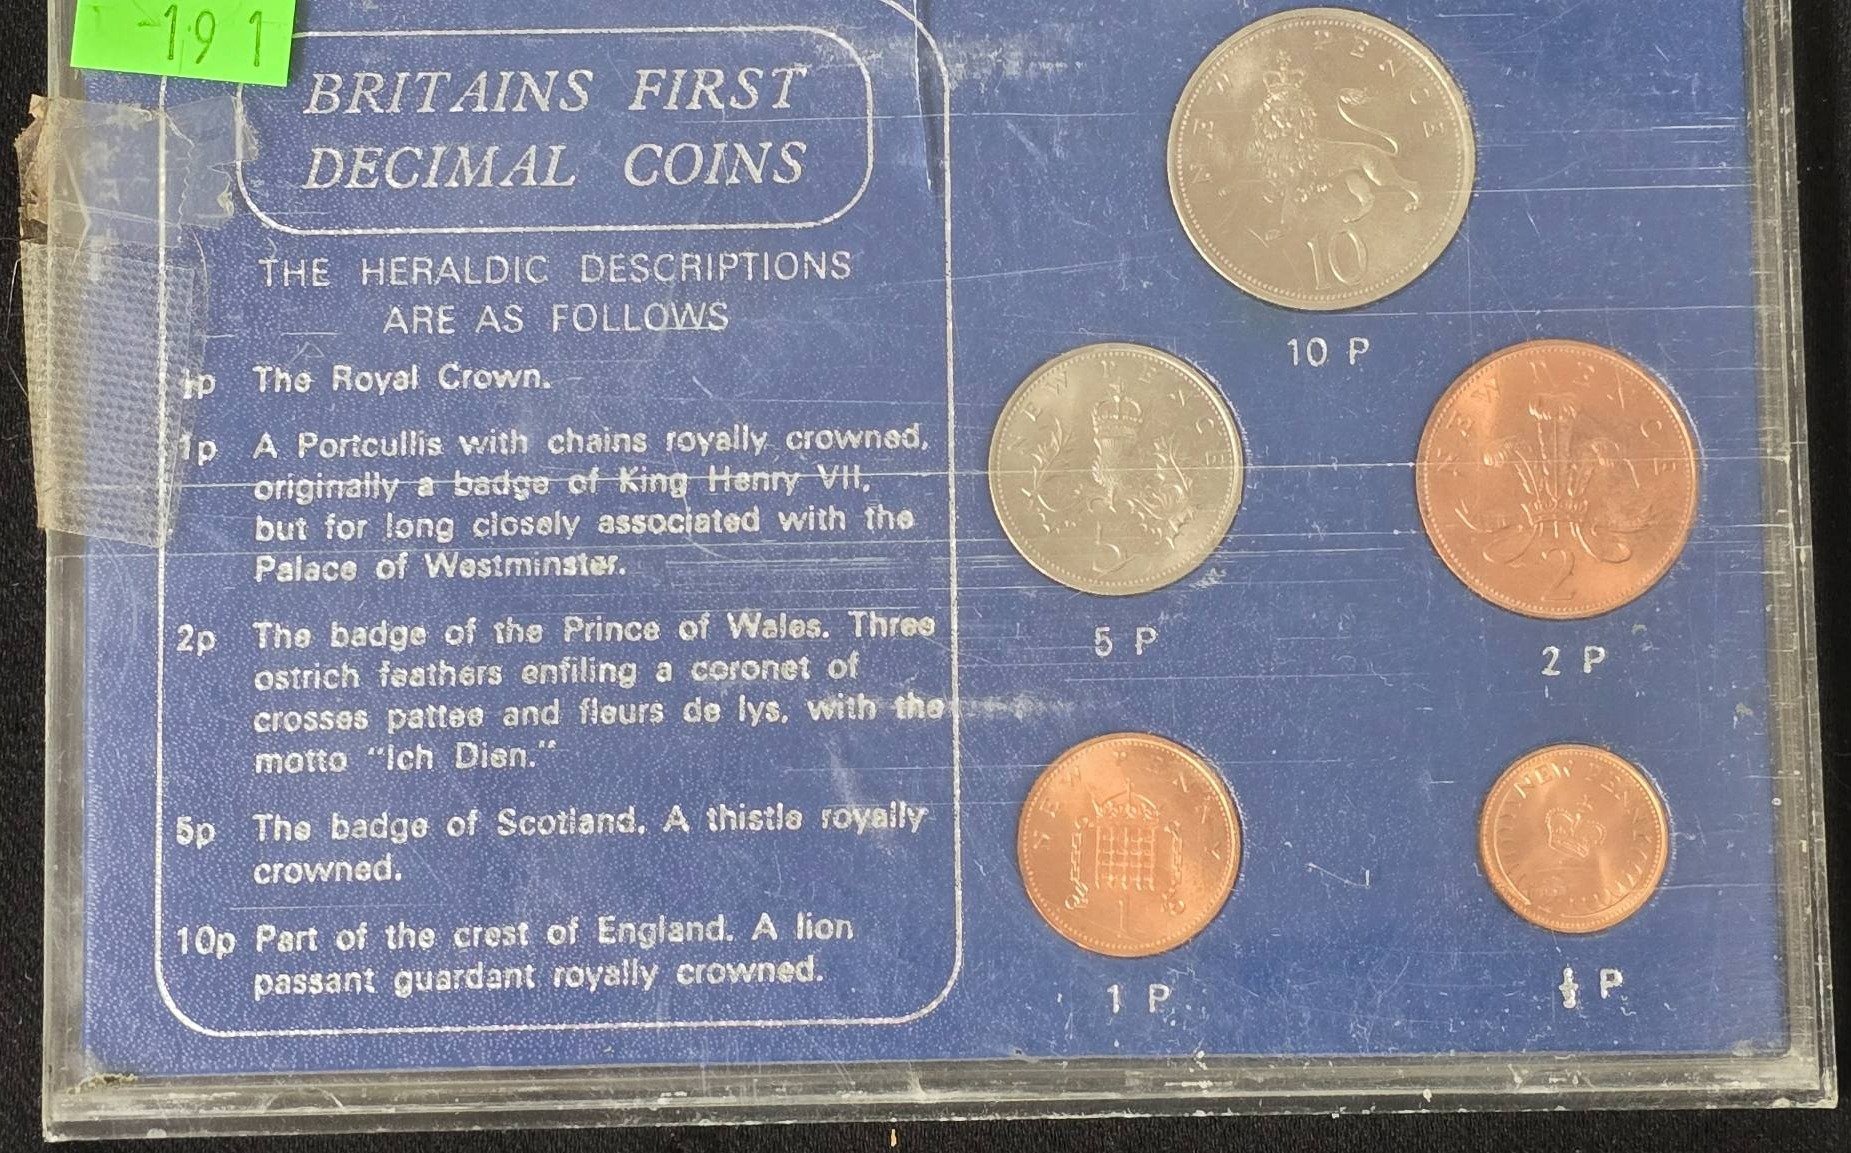 -191
BRITAINS FIRST
DECIMAL COINS
THE HERALDIC DESCRIPTIONS
ARE AS FOLLOWS
½p The Royal Crown.
1p A Portcullis with chains royally crowned,
originally a badge of King Henry VII,
but for long closely associated with the
Palace of Westminster.
2p The badge of the Prince of Wales. Three
ostrich feathers enfiling a coronet of
crosses pattee and fleurs de lys, with the
motto "Ich Dien."
5p The badge of Scotland. A thistle royally
crowned.
10p Part of the crest of England. A lion
passant guardant royally crowned.
NEW PENCE
10
10 P
NEW PENCE
5
5 P
NEW PENCE
2
2 P
NEW PENNY
1
1 P
NEW PENNY
½ P